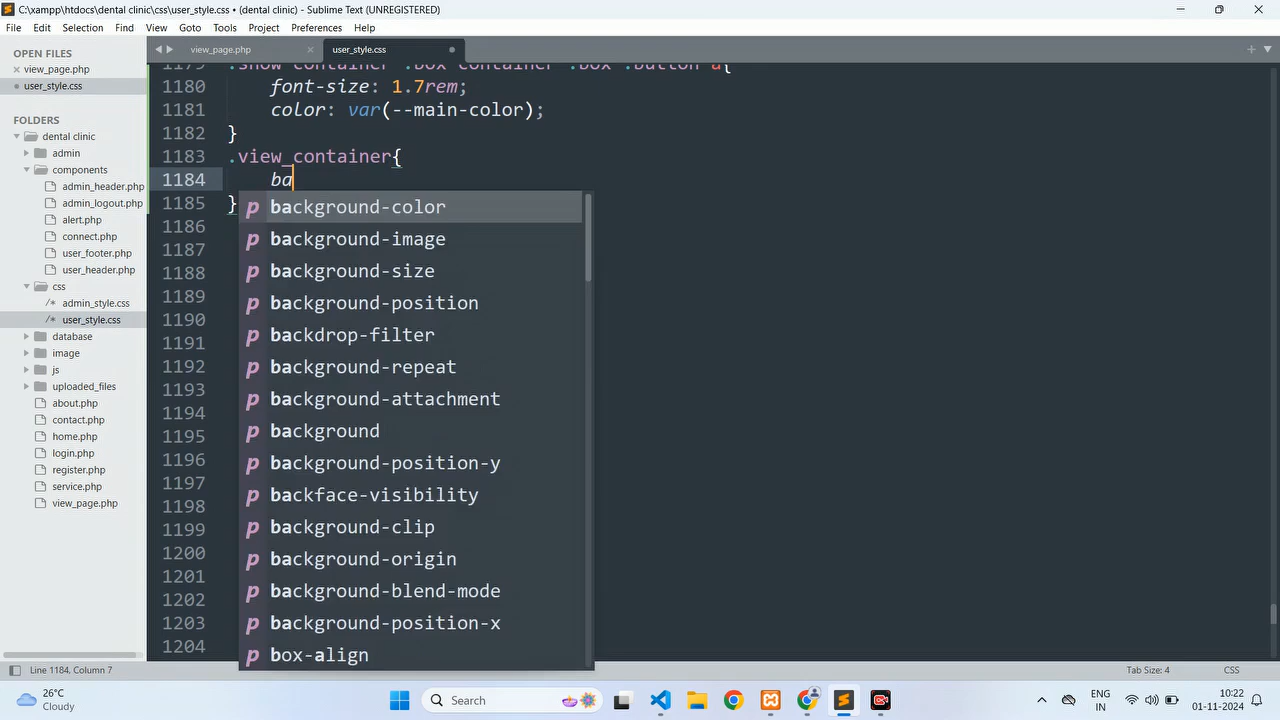 C:\xampp\htdocs\dental clinic\css\user_style.css • (dental clinic) - Sublime Text (UNREGISTERED)
File Edit Selection Find View Goto Tools Project Preferences Help
OPEN FILES
view_page.php
user_style.css
FOLDERS
dental clinic
admin
components
admin_header.php
admin_logout.php
alert.php
connect.php
user_footer.php
user_header.php
css
/* admin_style.css
/* user_style.css
database
image
js
uploaded_files
about.php
contact.php
home.php
login.php
register.php
service.php
view_page.php
view_page.php
user_style.css
1179 .show-container .box-container .box .button a{
1180 font-size: 1.7rem;
1181 color: var(--main-color);
1182 }
1183 .view_container{
1184 ba
1185 }
1186
1187
1188
1189
1190
1191
1192
1193
1194
1195
1196
1197
1198
1199
1200
1201
1202
1203
1204
p background-color
p background-image
p background-size
p background-position
p backdrop-filter
p background-repeat
p background-attachment
p background
p background-position-y
p backface-visibility
p background-clip
p background-origin
p background-blend-mode
p background-position-x
p box-align
Line 1184, Column 7
Tab Size: 4
CSS
26°C
Cloudy
Search
ENG
IN
10:22
01-11-2024